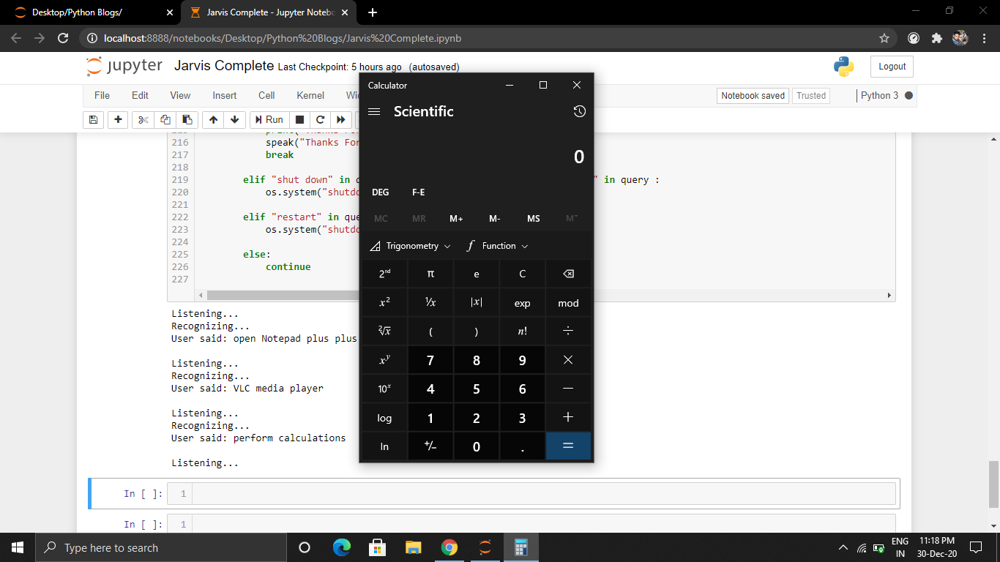 Desktop/Python Blogs/
Jarvis Complete - Jupyter Notebo
localhost:8888/notebooks/Desktop/Python%20Blogs/Jarvis%20Complete.ipynb
jupyter Jarvis Complete Last Checkpoint: 5 hours ago (autosaved)
Logout
File Edit View Insert Cell Kernel
Notebook saved Trusted Python 3
Run
216 speak("Thanks For
217 break
218
219 elif "shut down" in " in query :
220 os.system("shutdo
221
222 elif "restart" in que
223 os.system("shutdo
224
225 else:
226 continue
227
Listening...
Recognizing...
User said: open Notepad plus plus
Listening...
Recognizing...
User said: VLC media player
Listening...
Recognizing...
User said: perform calculations
Listening...
In [ ]: 1
In [ ]: 1
Calculator
Scientific
0
DEG F-E
MC MR M+ M- MS M˅
Trigonometry f Function
2nd π e C
x² ¹/x |x| exp mod
²√x ( ) n! ÷
xʸ 7 8 9 ×
10ˣ 4 5 6 −
log 1 2 3 +
ln +/− 0 . =
Type here to search
ENG
IN
11:18 PM
30-Dec-20